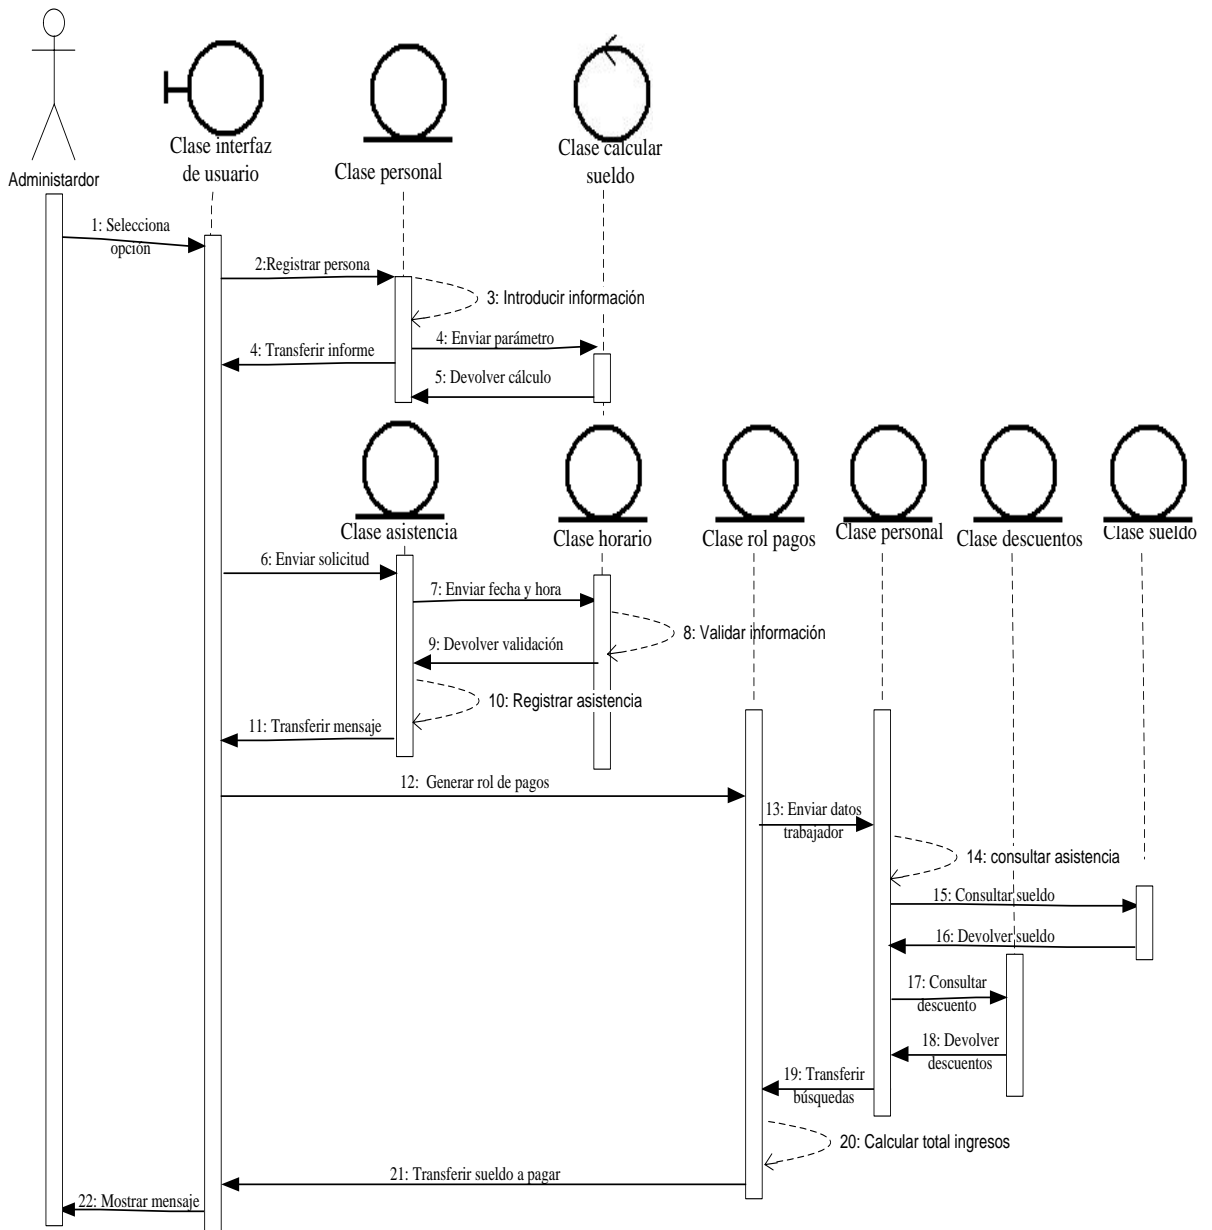 Clase interfaz
de usuario
Clase personal
Clase calcular
sueldo
Administardor
1: Selecciona
opción
2:Registrar persona
3: Introducir información
4: Enviar parámetro
4: Transferir informe
5: Devolver cálculo
Clase asistencia
Clase horario
Clase rol pagos
Clase personal
Clase descuentos
Clase sueldo
6: Enviar solicitud
7: Enviar fecha y hora
8: Validar información
9: Devolver validación
10: Registrar asistencia
11: Transferir mensaje
12: Generar rol de pagos
13: Enviar datos
trabajador
14: consultar asistencia
15: Consultar sueldo
16: Devolver sueldo
17: Consultar
descuento
18: Devolver
descuentos
19: Transferir
búsquedas
20: Calcular total ingresos
21: Transferir sueldo a pagar
22: Mostrar mensaje